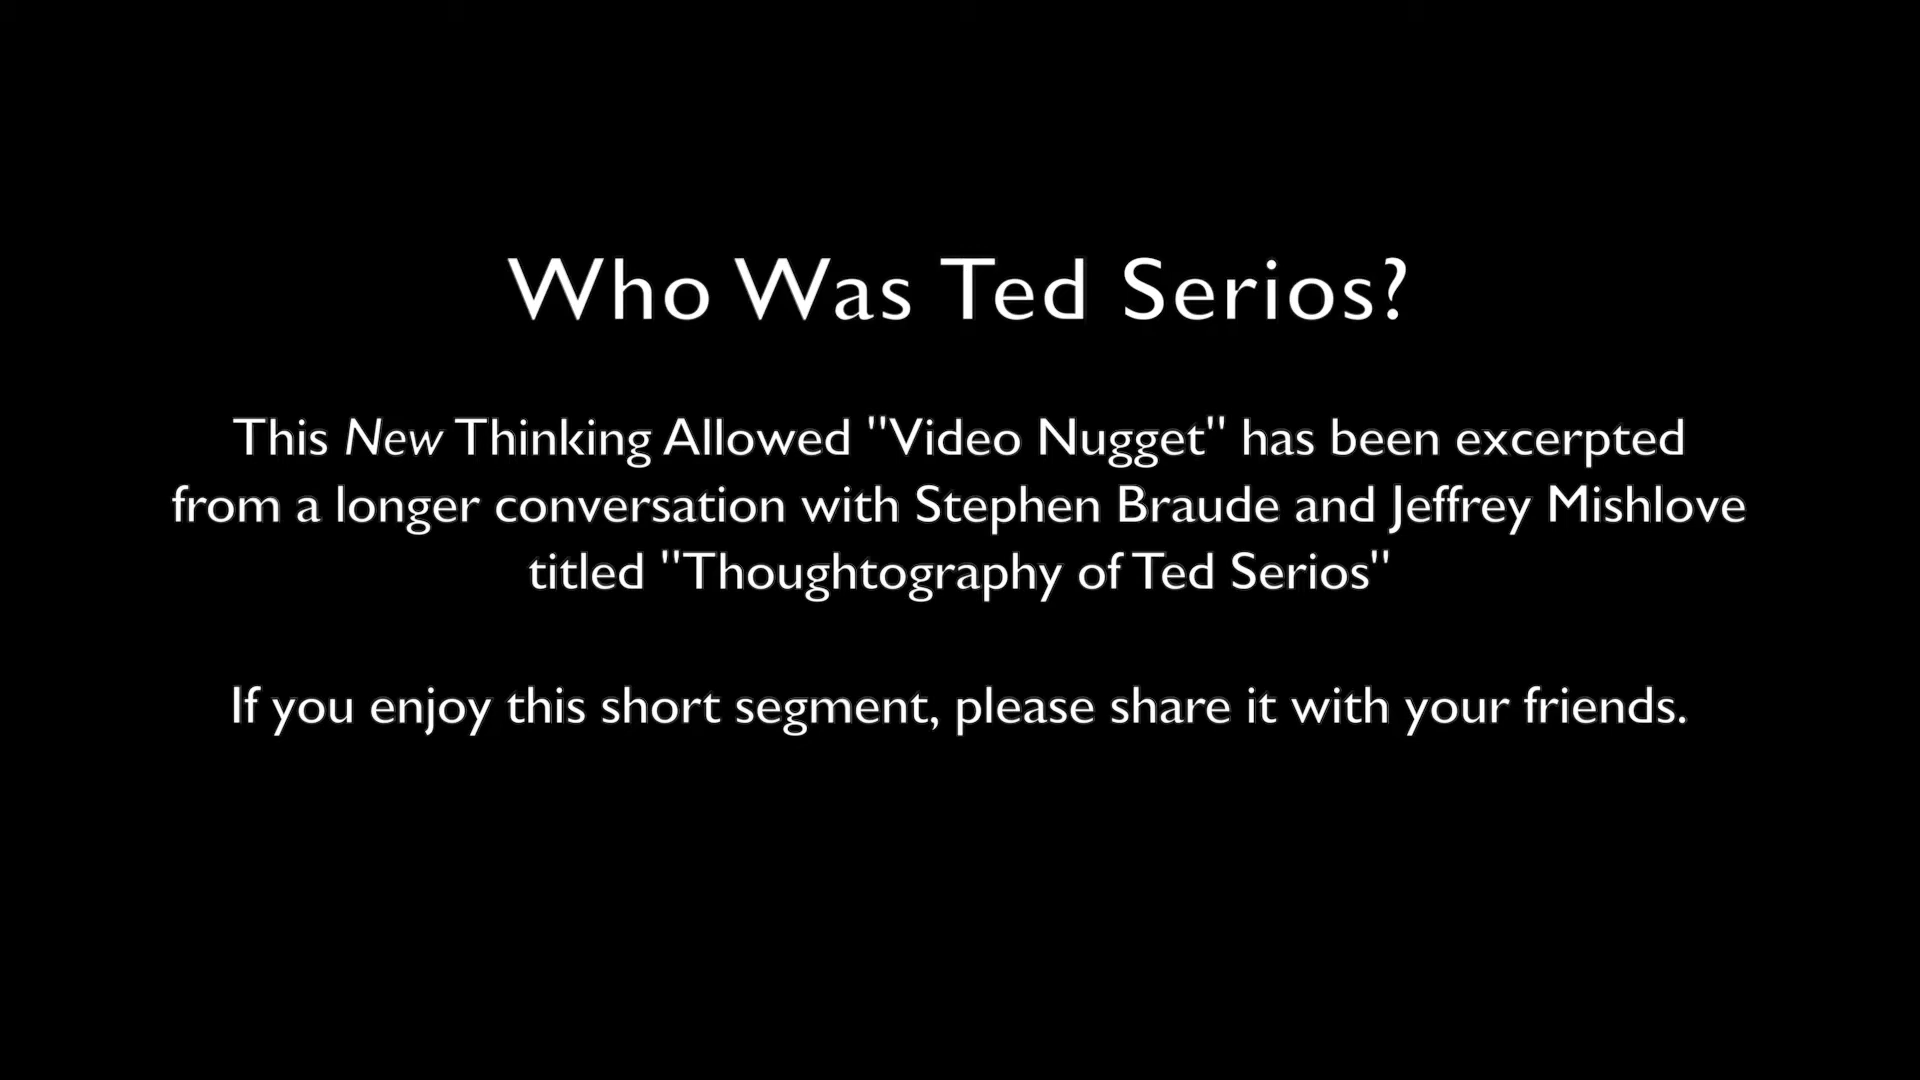 Who Was Ted Serios?
This New Thinking Allowed "Video Nugget" has been excerpted
from a longer conversation with Stephen Braude and Jeffrey Mishlove
titled "Thoughtography of Ted Serios"
If you enjoy this short segment, please share it with your friends.